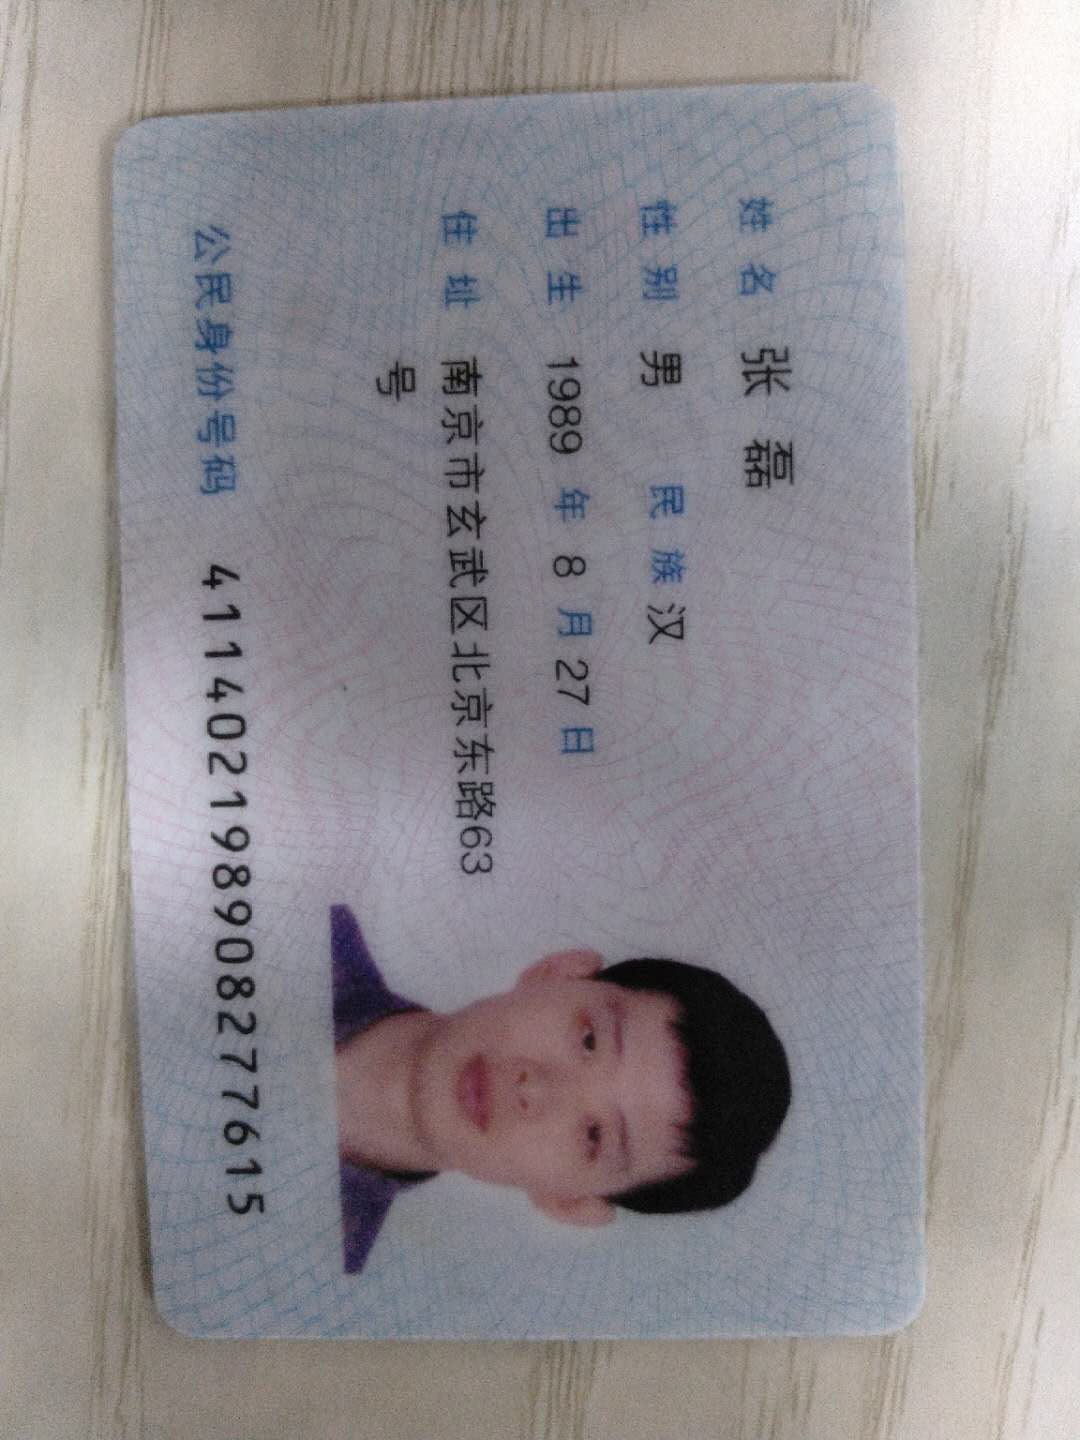 姓名 张磊
性别 男 民族 汉
出生 1989 年 8 月 27 日
住址 南京市玄武区北京东路63
号
公民身份号码 411402198908277615